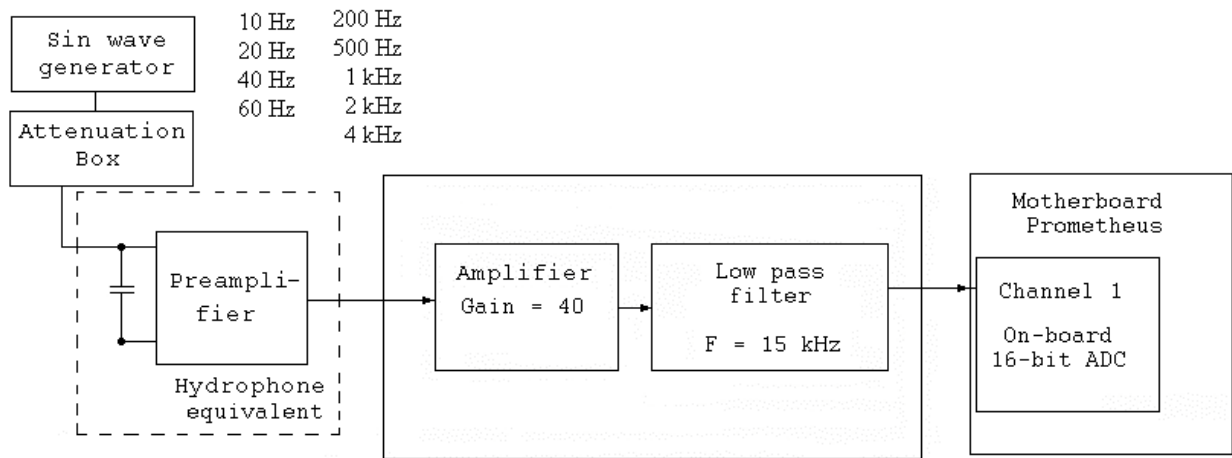 Sin wave
generator
10 Hz
20 Hz
40 Hz
60 Hz
200 Hz
500 Hz
1 kHz
2 kHz
4 kHz
Attenuation
Box
Preampli-
fier
Hydrophone
equivalent
Amplifier
Gain = 40
Low pass
filter
F = 15 kHz
Motherboard
Prometheus
Channel 1
On-board
16-bit ADC